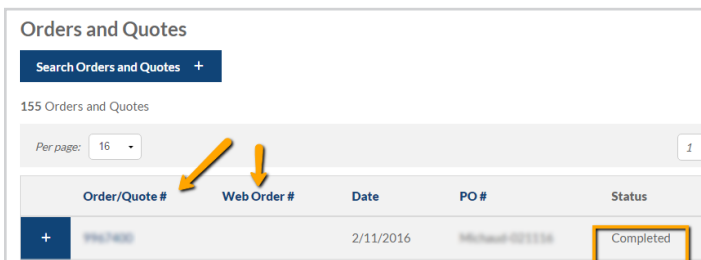 Orders and Quotes
Search Orders and Quotes +
155 Orders and Quotes
Per page: 16 1
Order/Quote # Web Order # Date PO # Status
+ 2/11/2016 Completed